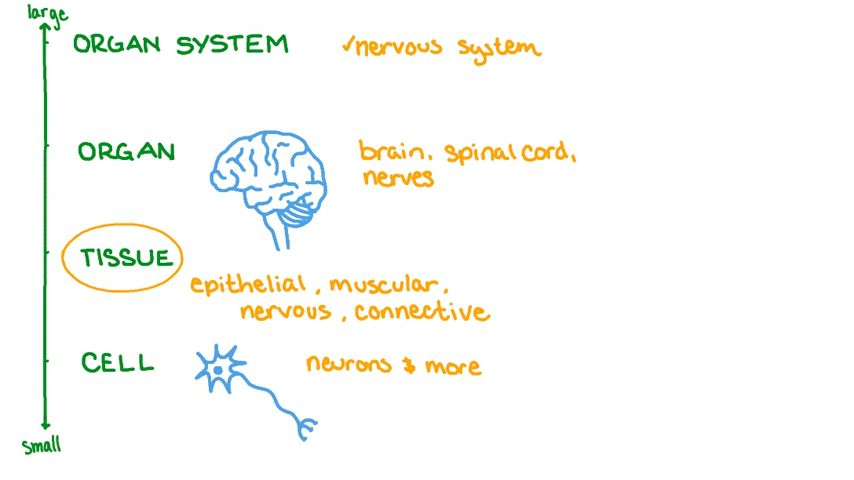 large
ORGAN SYSTEM ✓nervous system
ORGAN brain, spinal cord,
nerves
TISSUE
epithelial, muscular,
nervous, connective
CELL neurons & more
small